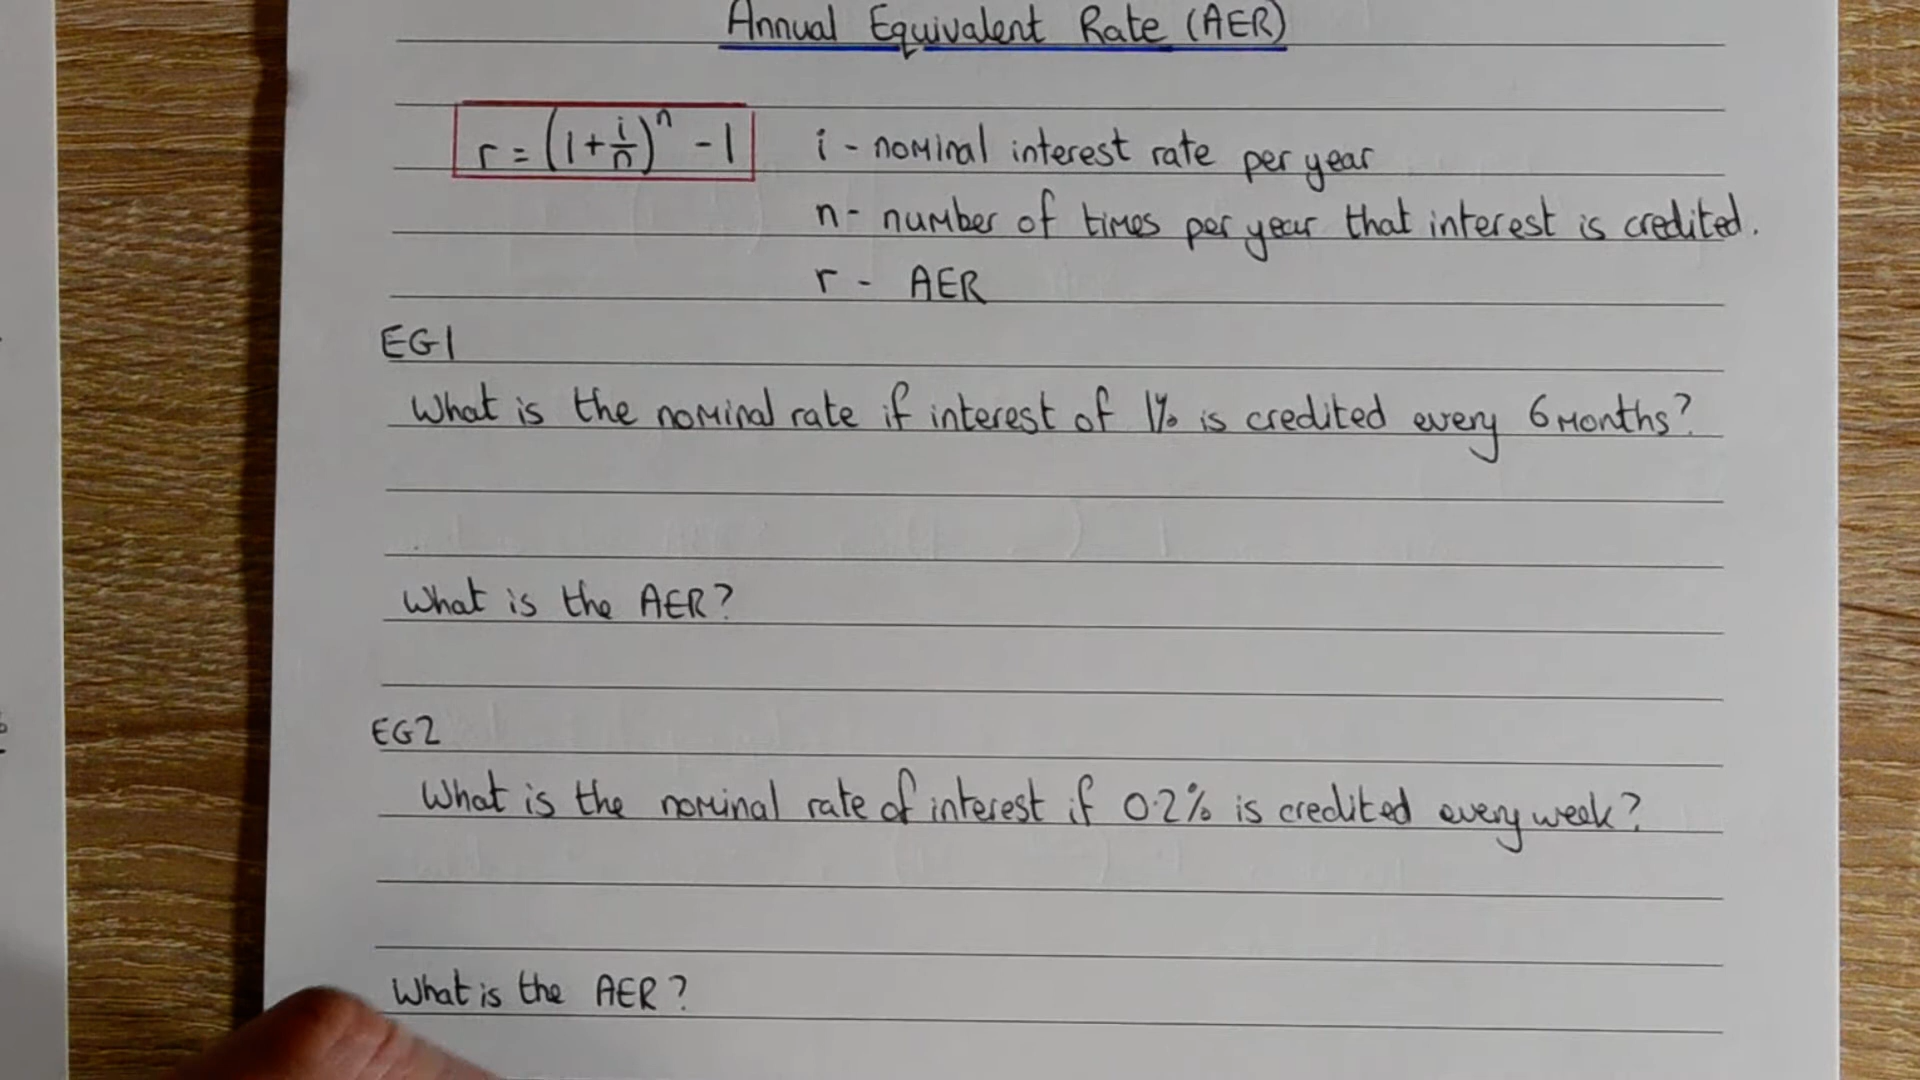 Annual Equivalent Rate (AER)
r = (1 + i/n)^n - 1
i - nominal interest rate per year
n - number of times per year that interest is credited.
r - AER
EG1
What is the nominal rate if interest of 1% is credited every 6 months?
What is the AER?
EG2
What is the nominal rate of interest if 0.2% is credited every week?
What is the AER?